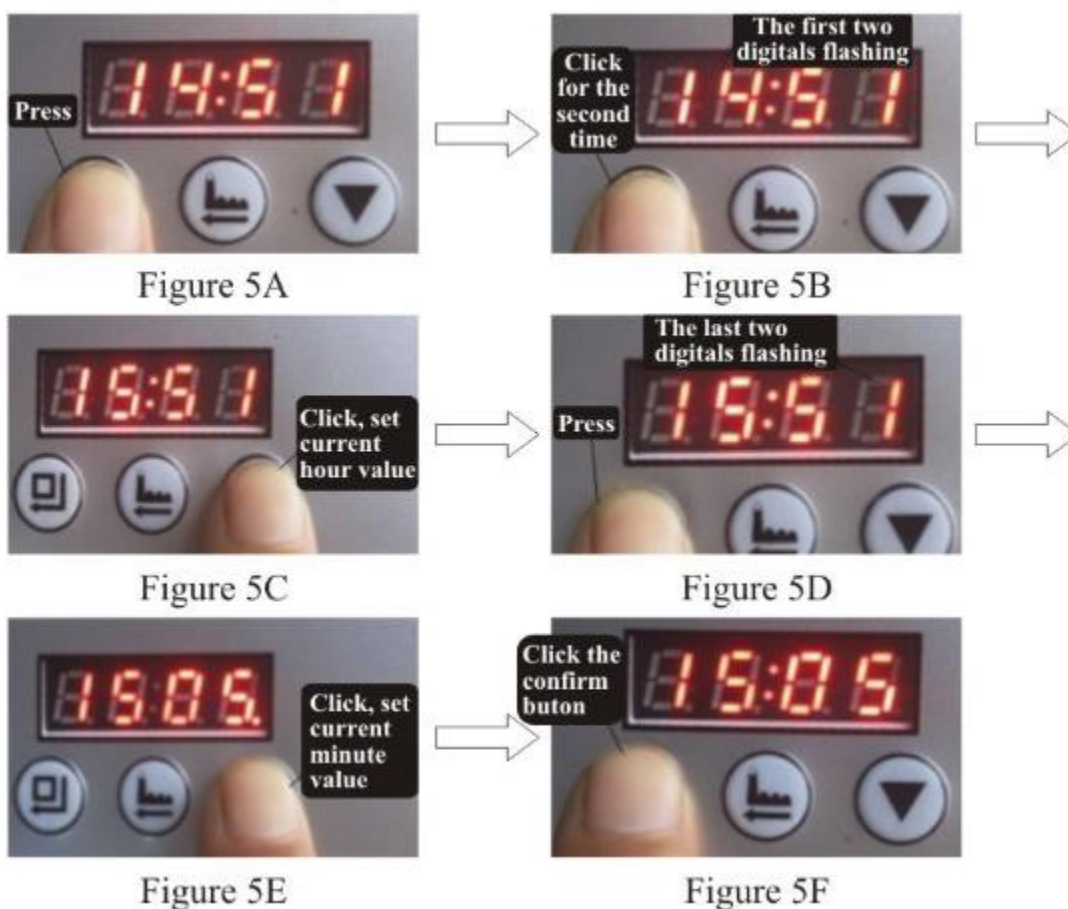 14:51
Press
The first two
digitals flashing
Click
for the
second
time
14:51
Figure 5A
Figure 5B
15:51
Click, set
current
hour value
The last two
digitals flashing
15:51
Press
Figure 5C
Figure 5D
15:05.
Click, set
current
minute
value
Click the
confirm
buton
15:05
Figure 5E
Figure 5F